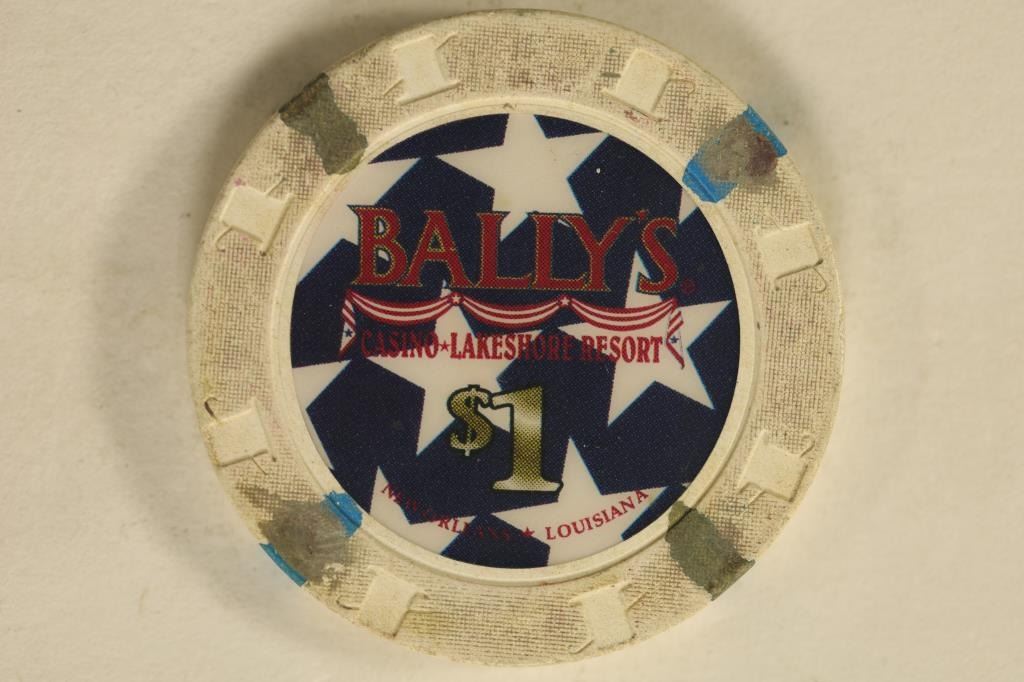 BALLY'S®
CASINO★LAKESHORE RESORT
$1
NEW ORLEANS ★ LOUISIANA